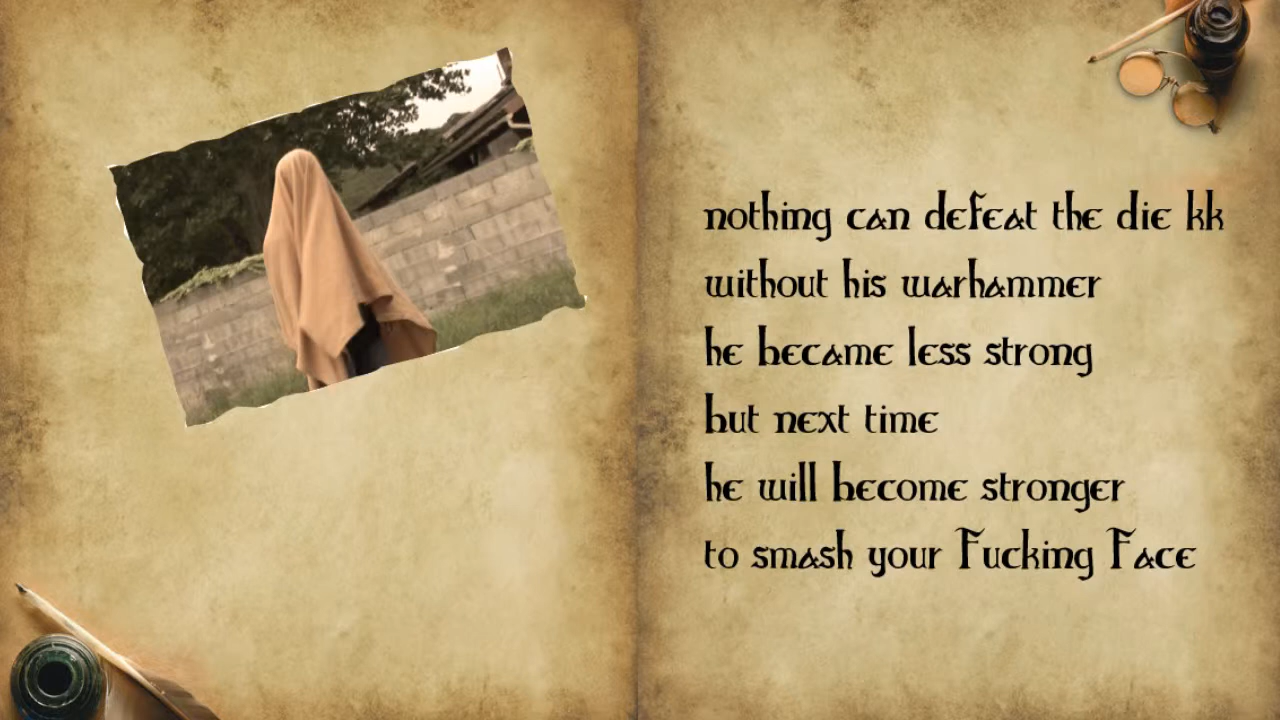 nothing can defeat the die kk
without his warhammer
he became less strong
but next time
he will become stronger
to smash your Fucking Face